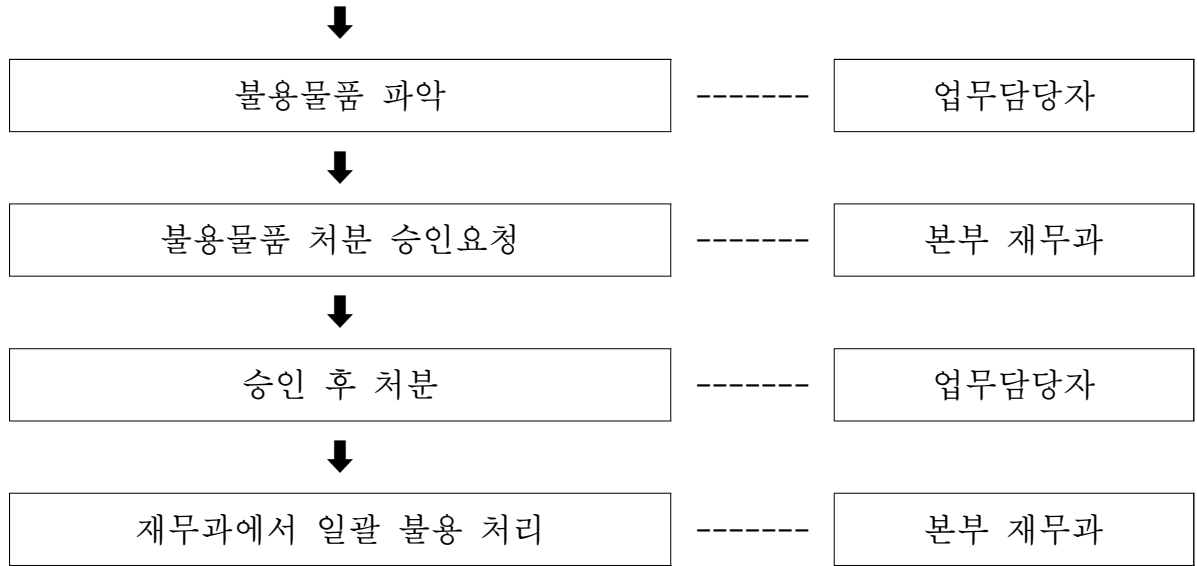 불용물품 파악 ------- 업무담당자
불용물품 처분 승인요청 ------- 본부 재무과
승인 후 처분 ------- 업무담당자
재무과에서 일괄 불용 처리 ------- 본부 재무과